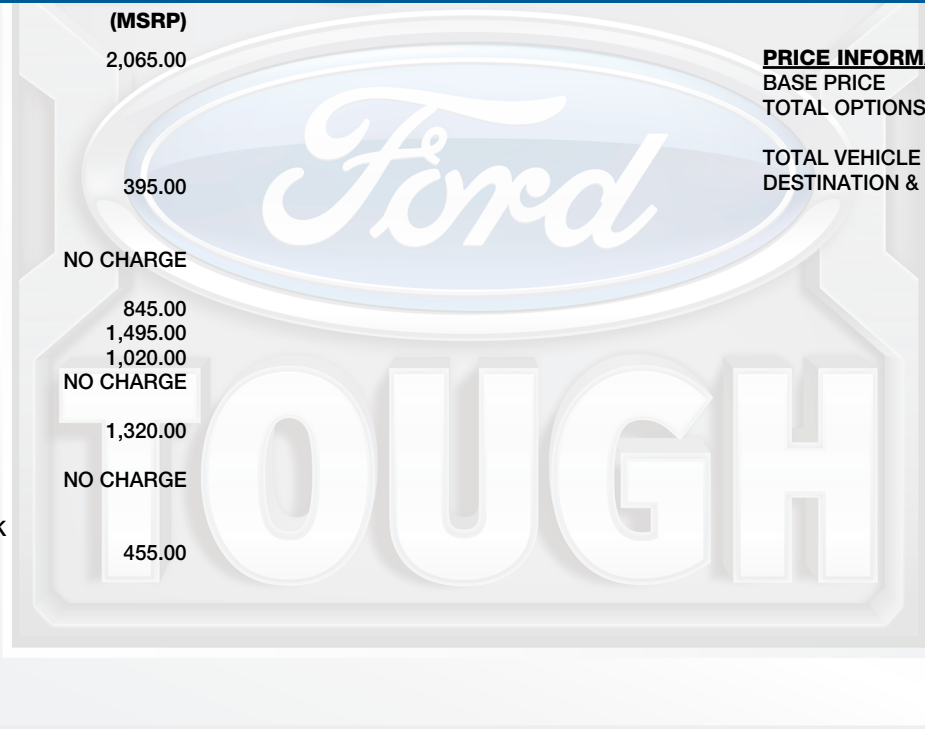 (MSRP)
2,065.00
395.00
NO CHARGE
845.00
1,495.00
1,020.00
NO CHARGE
1,320.00
NO CHARGE
K
455.00
PRICE INFORMA
BASE PRICE
TOTAL OPTIONS
TOTAL VEHICLE
DESTINATION &
Ford
TOUGH